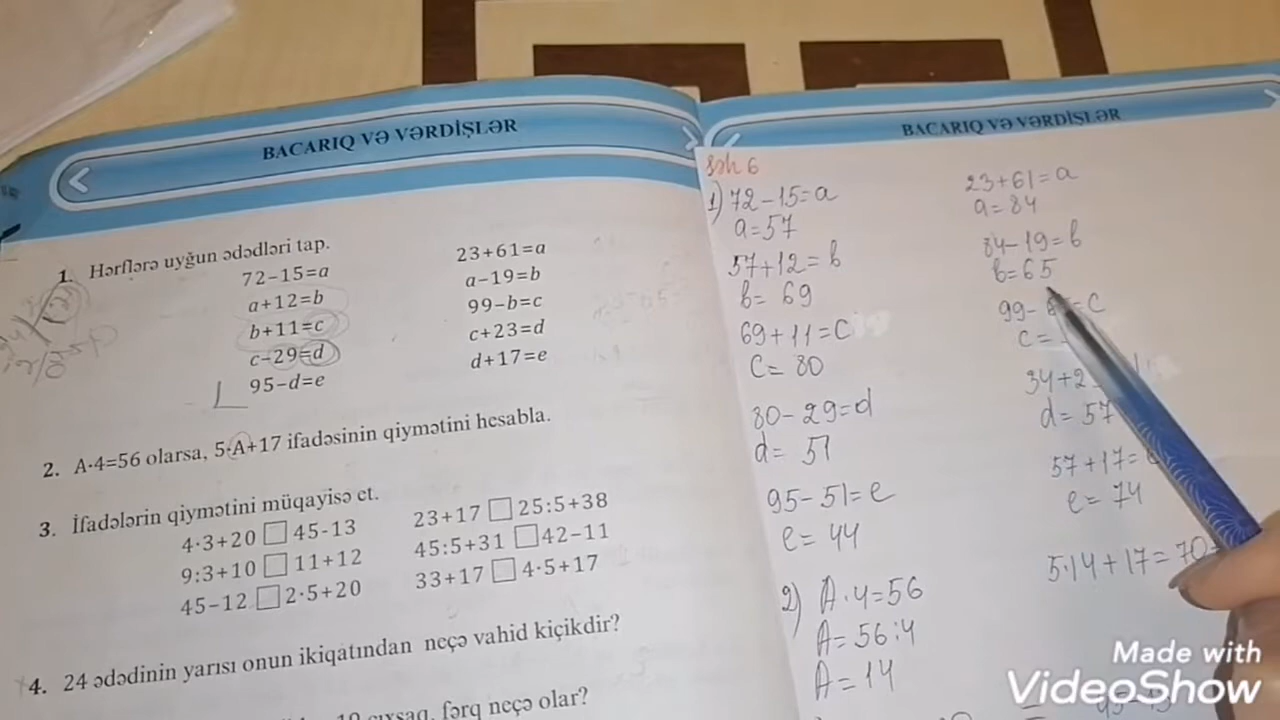 BACARIQ VƏ VƏRDİŞLƏR
1. Hərflərə uyğun ədədləri tap.
72-15=a
a+12=b
b+11=c
c-29=d
95-d=e
23+61=a
a-19=b
99-b=c
c+23=d
d+17=e
2. A·4=56 olarsa, 5·A+17 ifadəsinin qiymətini hesabla.
3. İfadələrin qiymətini müqayisə et.
4·3+20 □ 45-13
9:3+10 □ 11+12
45-12 □ 2·5+20
23+17 □ 25:5+38
45:5+31 □ 42-11
33+17 □ 4·5+17
4. 24 ədədinin yarısı onun ikiqatından neçə vahid kiçikdir?
çıxsaq, fərq neçə olar?
BACARIQ VƏ VƏRDİŞLƏR
səh 6
1) 72-15=a
a=57
57+12=b
b=69
69+11=c
c=80
80-29=d
d=51
95-51=e
e=44
23+61=a
a=84
84-19=b
b=65
99- =c
c=
34+2
d=57
57+17=
e=74
2) A·4=56
A=56:4
A=14
5·14+17=70+
Made with
VideoShow